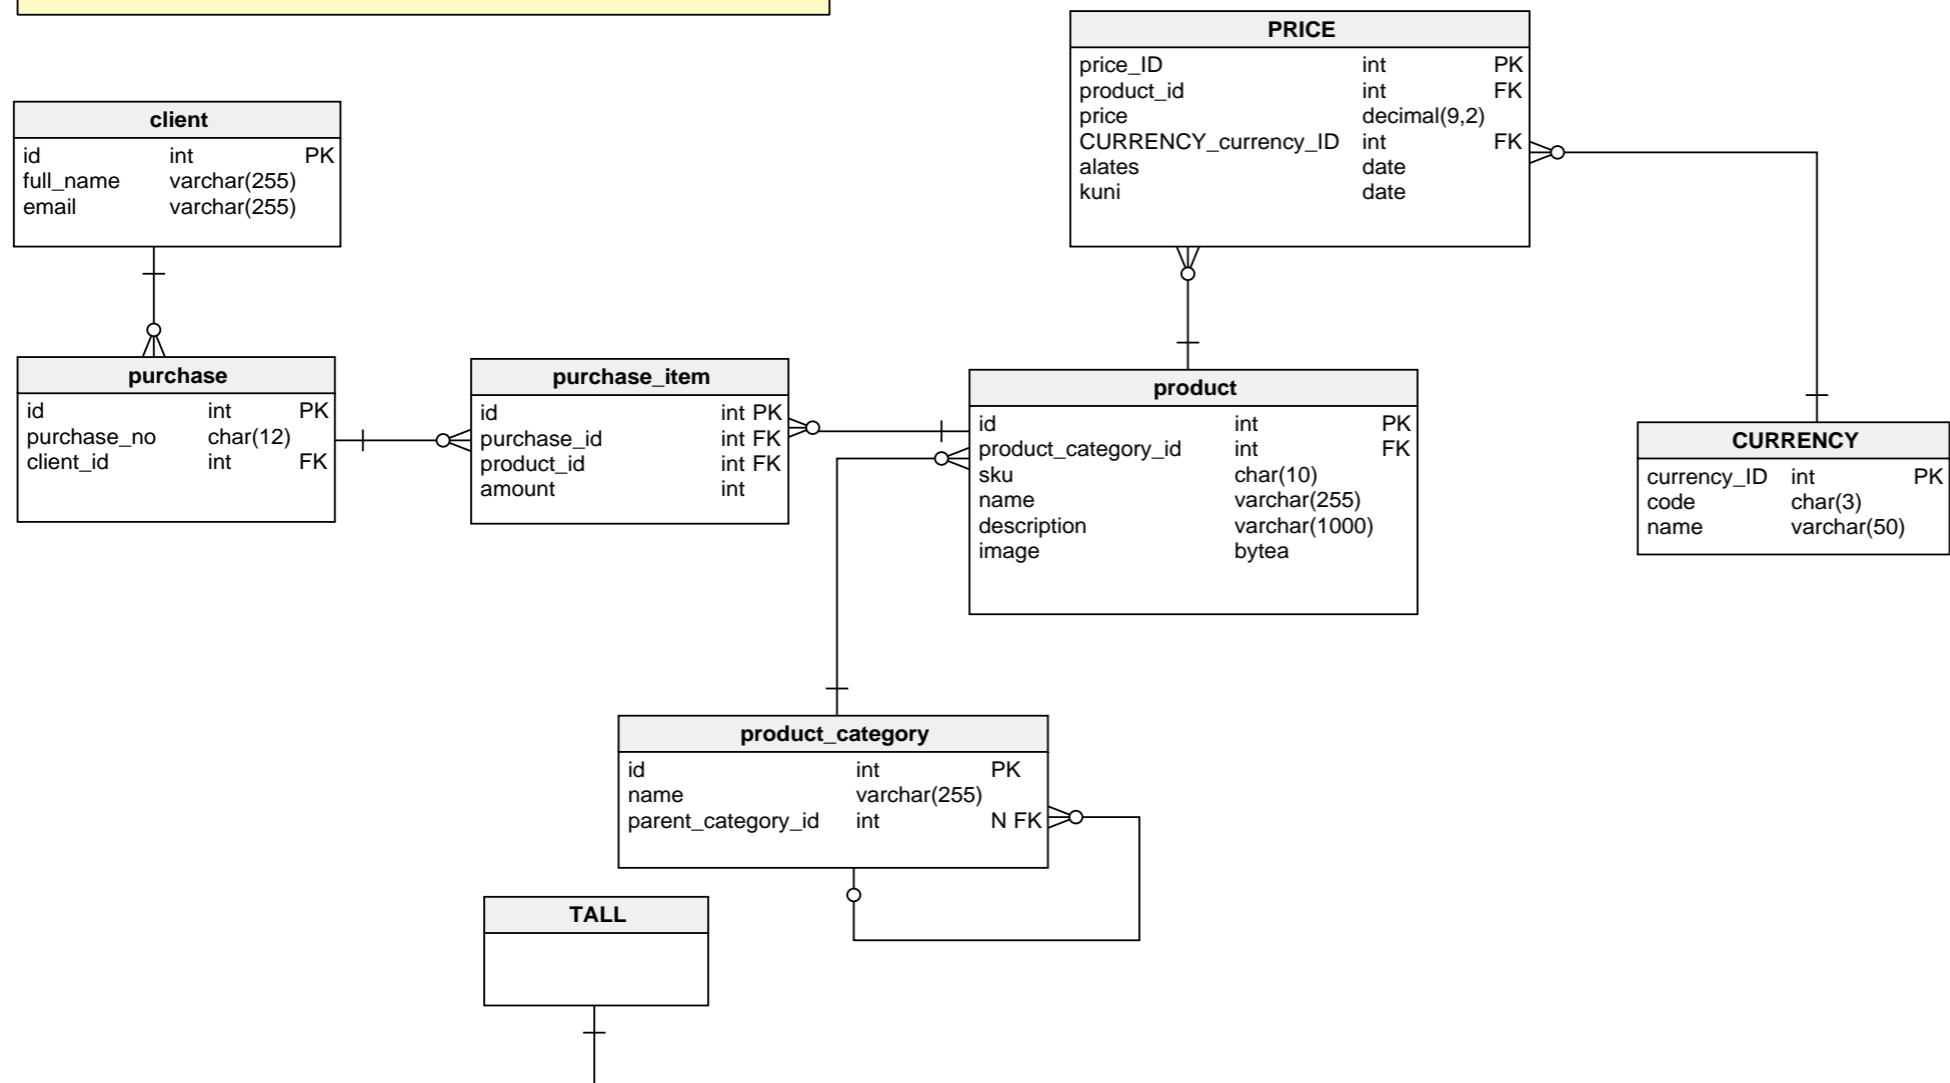 PRICE
price_ID int PK
product_id int FK
price decimal(9,2)
CURRENCY_currency_ID int FK
alates date
kuni date
client
id int PK
full_name varchar(255)
email varchar(255)
purchase
id int PK
purchase_no char(12)
client_id int FK
purchase_item
id int PK
purchase_id int FK
product_id int FK
amount int
product
id int PK
product_category_id int FK
sku char(10)
name varchar(255)
description varchar(1000)
image bytea
CURRENCY
currency_ID int PK
code char(3)
name varchar(50)
product_category
id int PK
name varchar(255)
parent_category_id int N FK
TALL